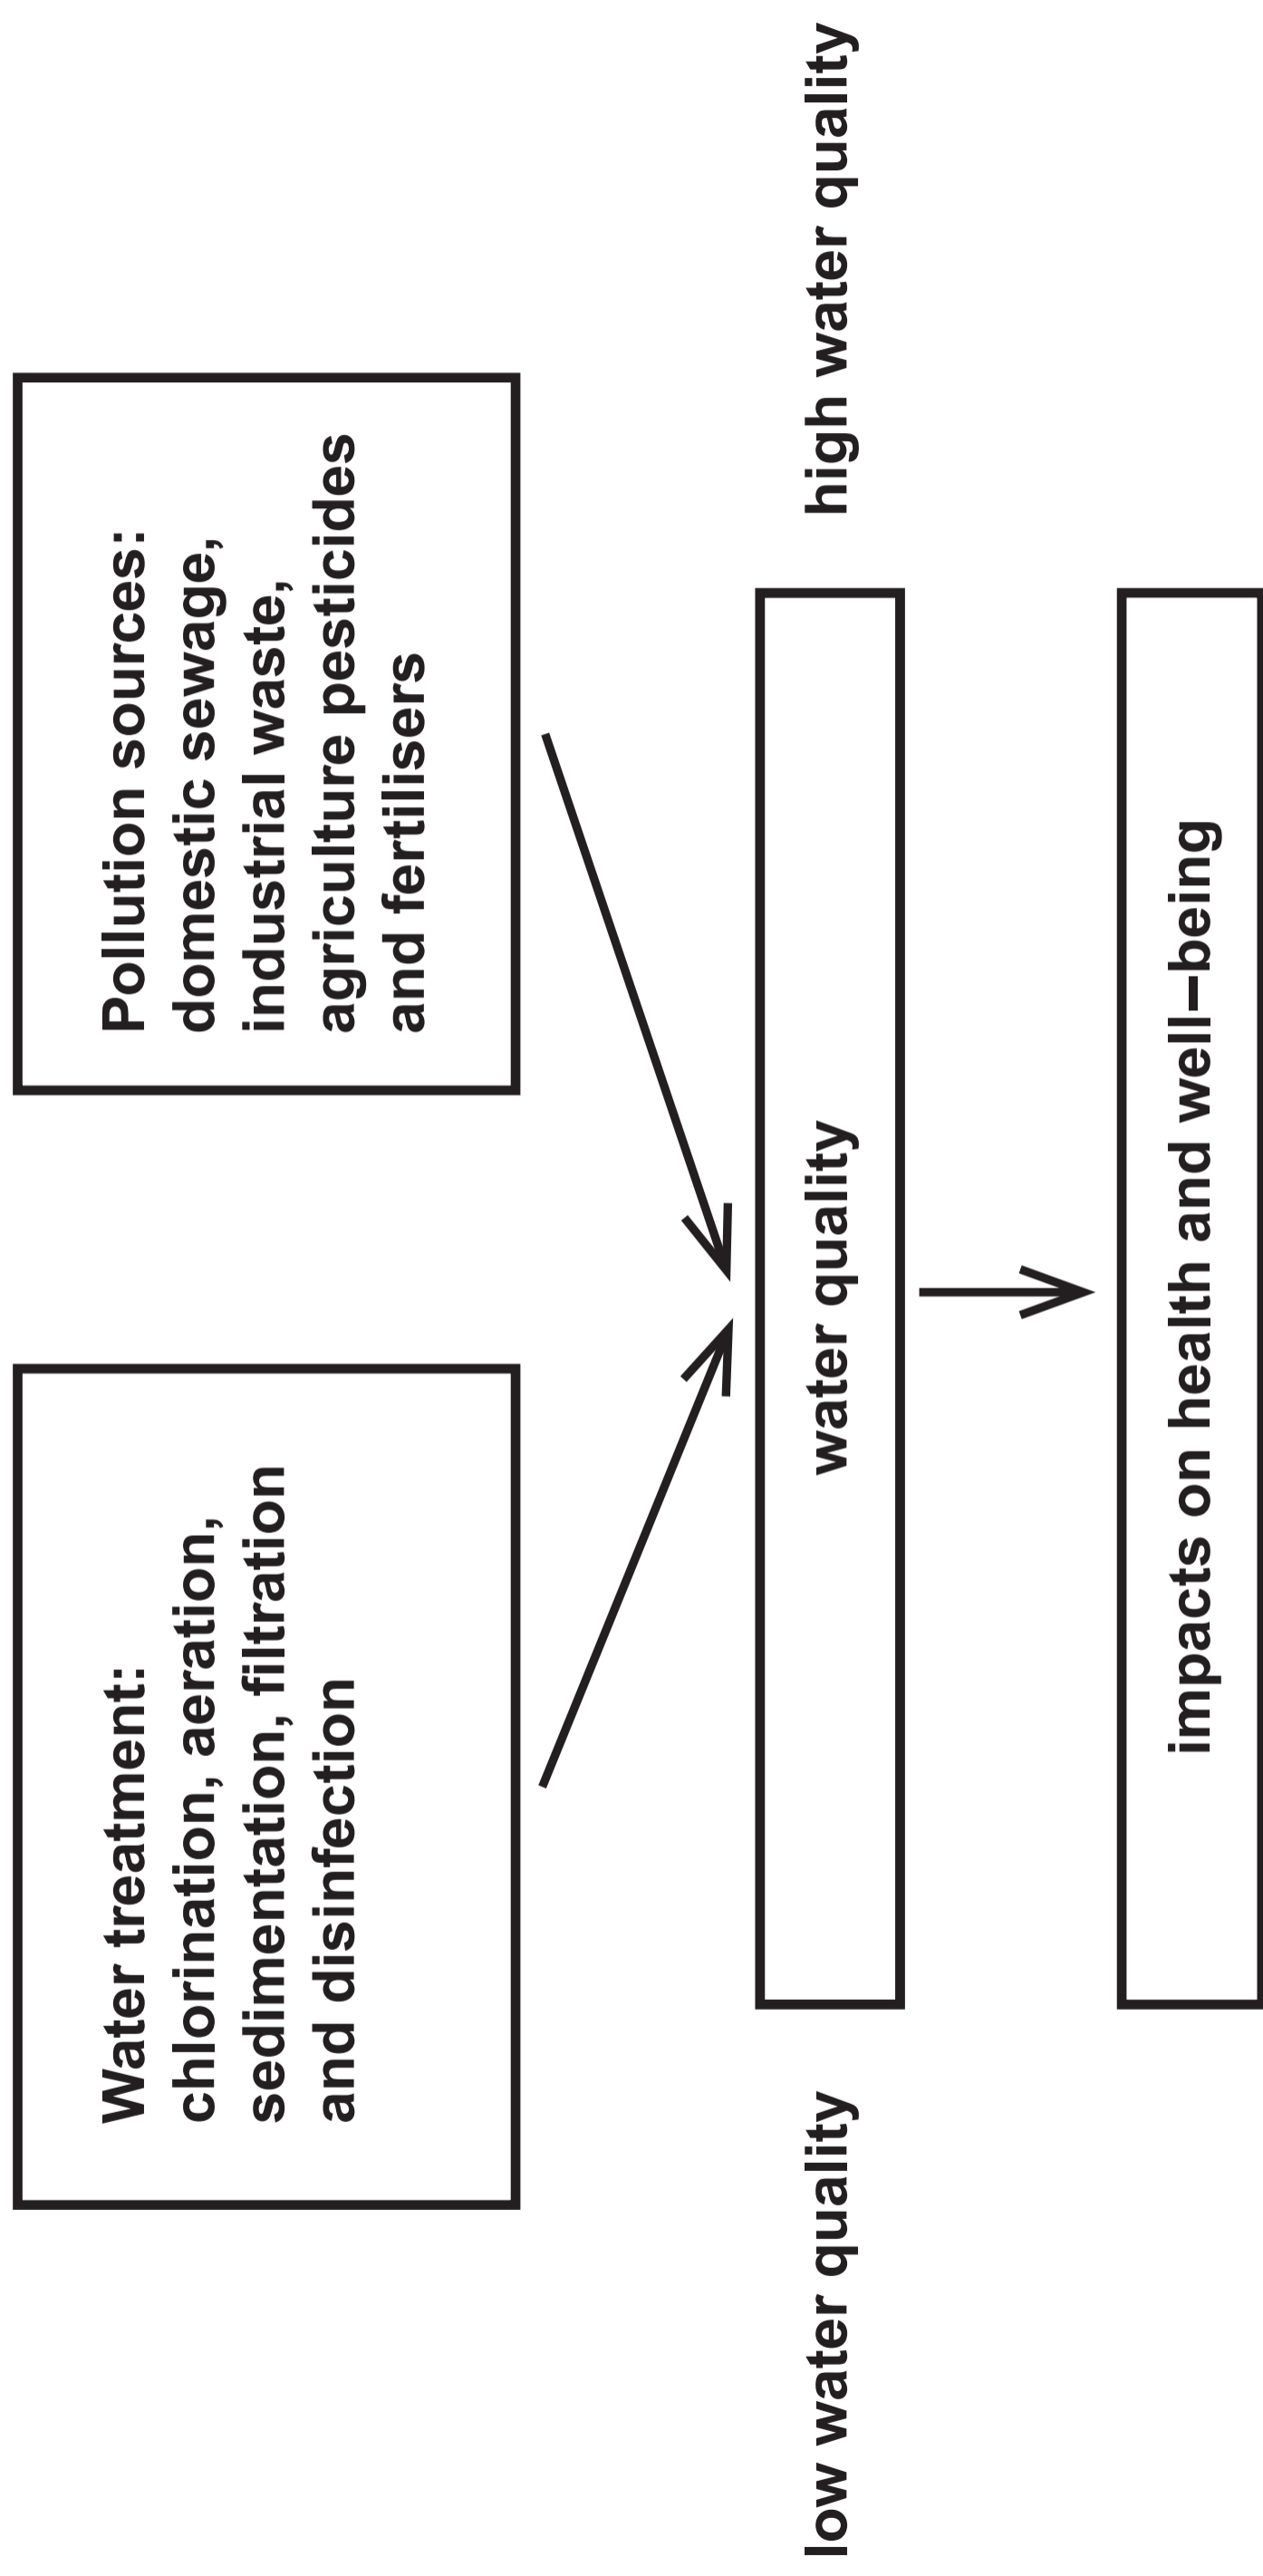 Water treatment:
chlorination, aeration,
sedimentation, filtration
and disinfection
Pollution sources:
domestic sewage,
industrial waste,
agriculture pesticides
and fertilisers
low water quality
water quality
high water quality
impacts on health and well–being